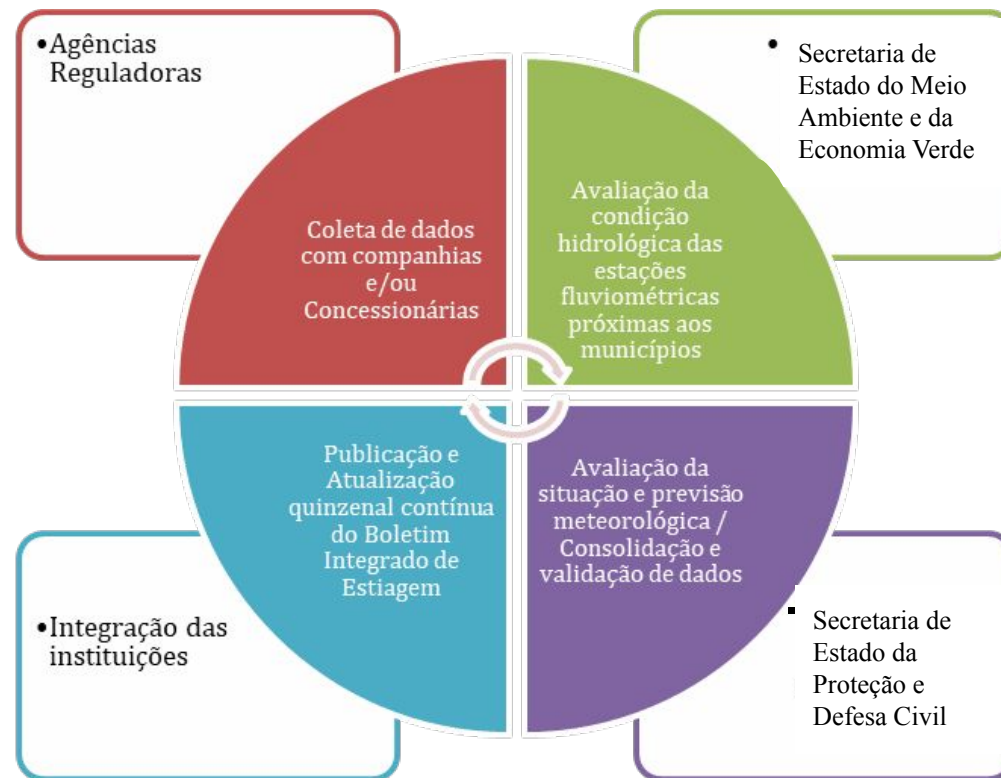 •Agências
Reguladoras
• Secretaria de
Estado do Meio
Ambiente e da
Economia Verde
Coleta de dados
com companhias
e/ou
Concessionárias
Avaliação da
condição
hidrológica das
estações
fluviométricas
próximas aos
municípios
Publicação e
Atualização
quinzenal contínua
do Boletim
Integrado de
Estiagem
Avaliação da
situação e previsão
meteorológica /
Consolidação e
validação de dados
•Integração das
instituições
▪ Secretaria de
Estado da
Proteção e
Defesa Civil